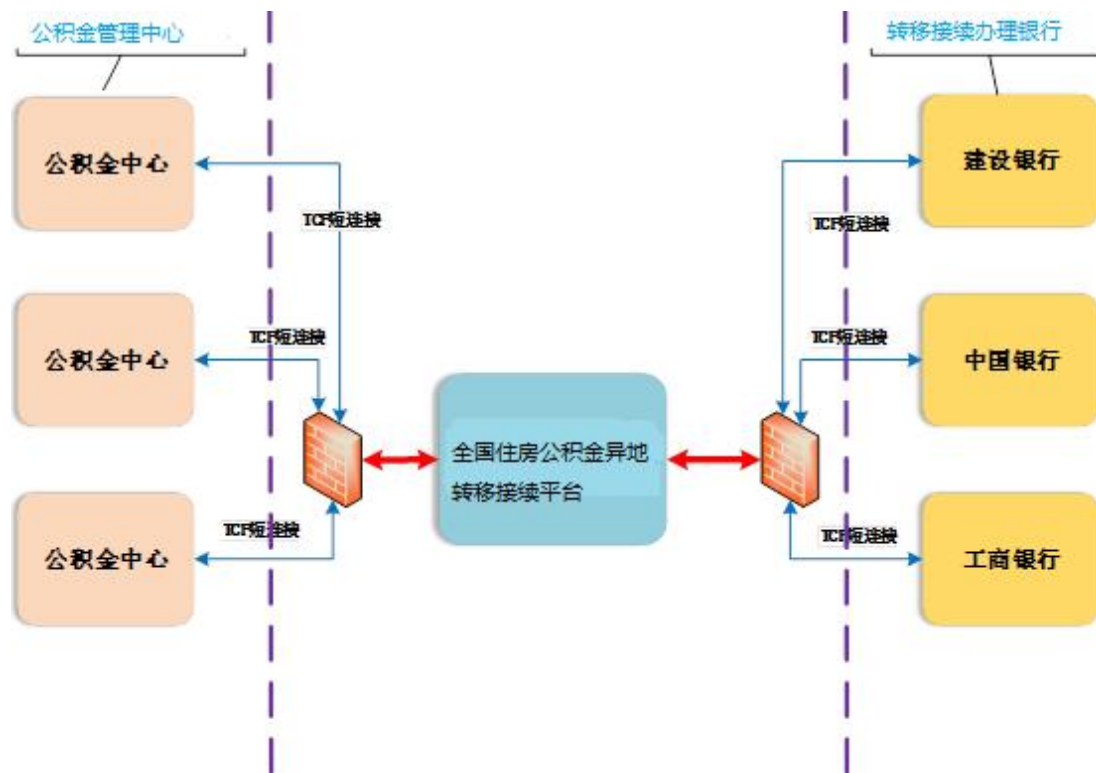 公积金管理中心
转移接续办理银行
公积金中心
建设银行
TCP短连接
TCP短连接
公积金中心
TCP短连接
TCP短连接
中国银行
全国住房公积金异地
转移接续平台
公积金中心
TCP短连接
TCP短连接
工商银行